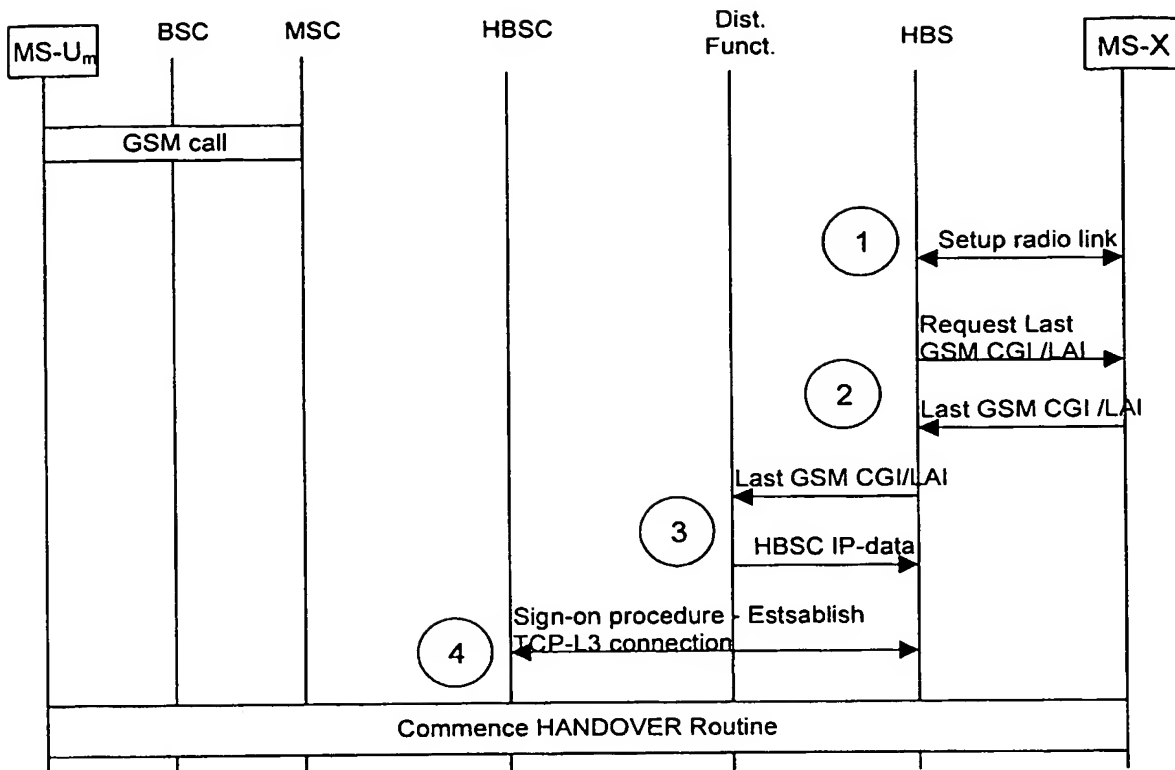 MS-Um
BSC
MSC
HBSC
Dist.
Funct.
HBS
MS-X
GSM call
1
Setup radio link
Request Last
GSM CGI /LAI
2
Last GSM CGI /LAI
Last GSM CGI/LAI
3
HBSC IP-data
Sign-on procedure - Estsablish
TCP-L3 connection
4
Commence HANDOVER Routine